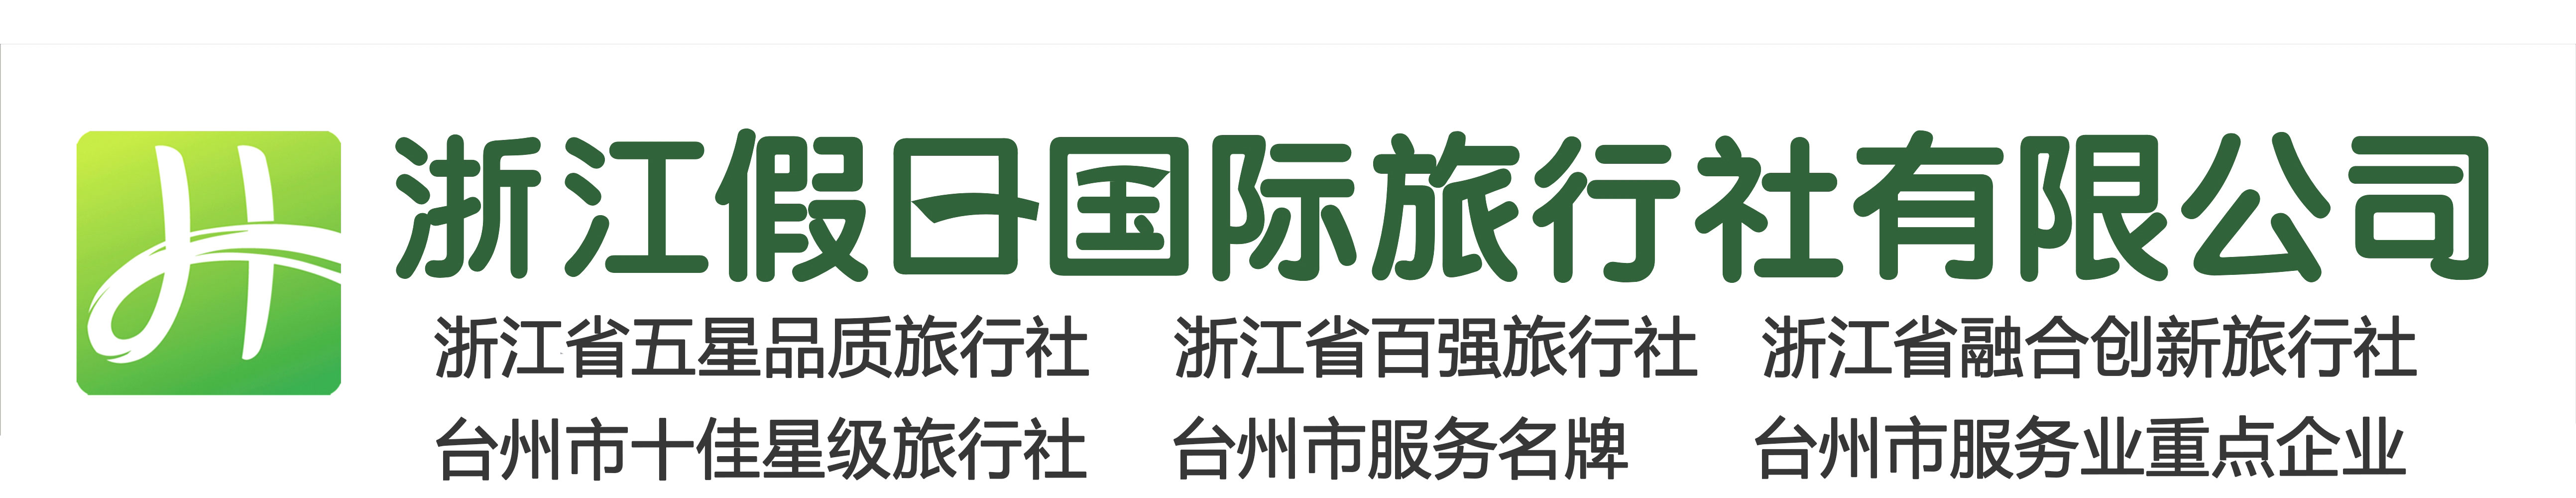 浙江假日国际旅行社有限公司
浙江省五星品质旅行社 浙江省百强旅行社 浙江省融合创新旅行社
台州市十佳星级旅行社 台州市服务名牌 台州市服务业重点企业